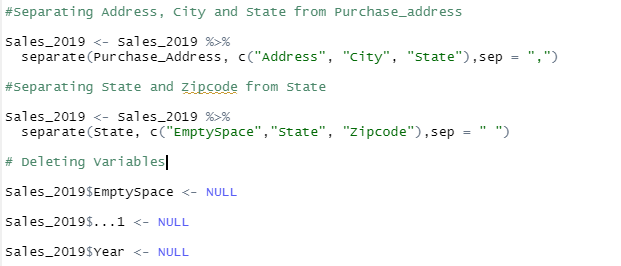 #Separating Address, City and State from Purchase_address
Sales_2019 <- Sales_2019 %>%
  separate(Purchase_Address, c("Address", "City", "State"),sep = ",")
#Separating State and Zipcode from State
Sales_2019 <- Sales_2019 %>%
  separate(State, c("EmptySpace","State", "Zipcode"),sep = " ")
# Deleting Variables
Sales_2019$EmptySpace <- NULL
Sales_2019$...1 <- NULL
Sales_2019$Year <- NULL